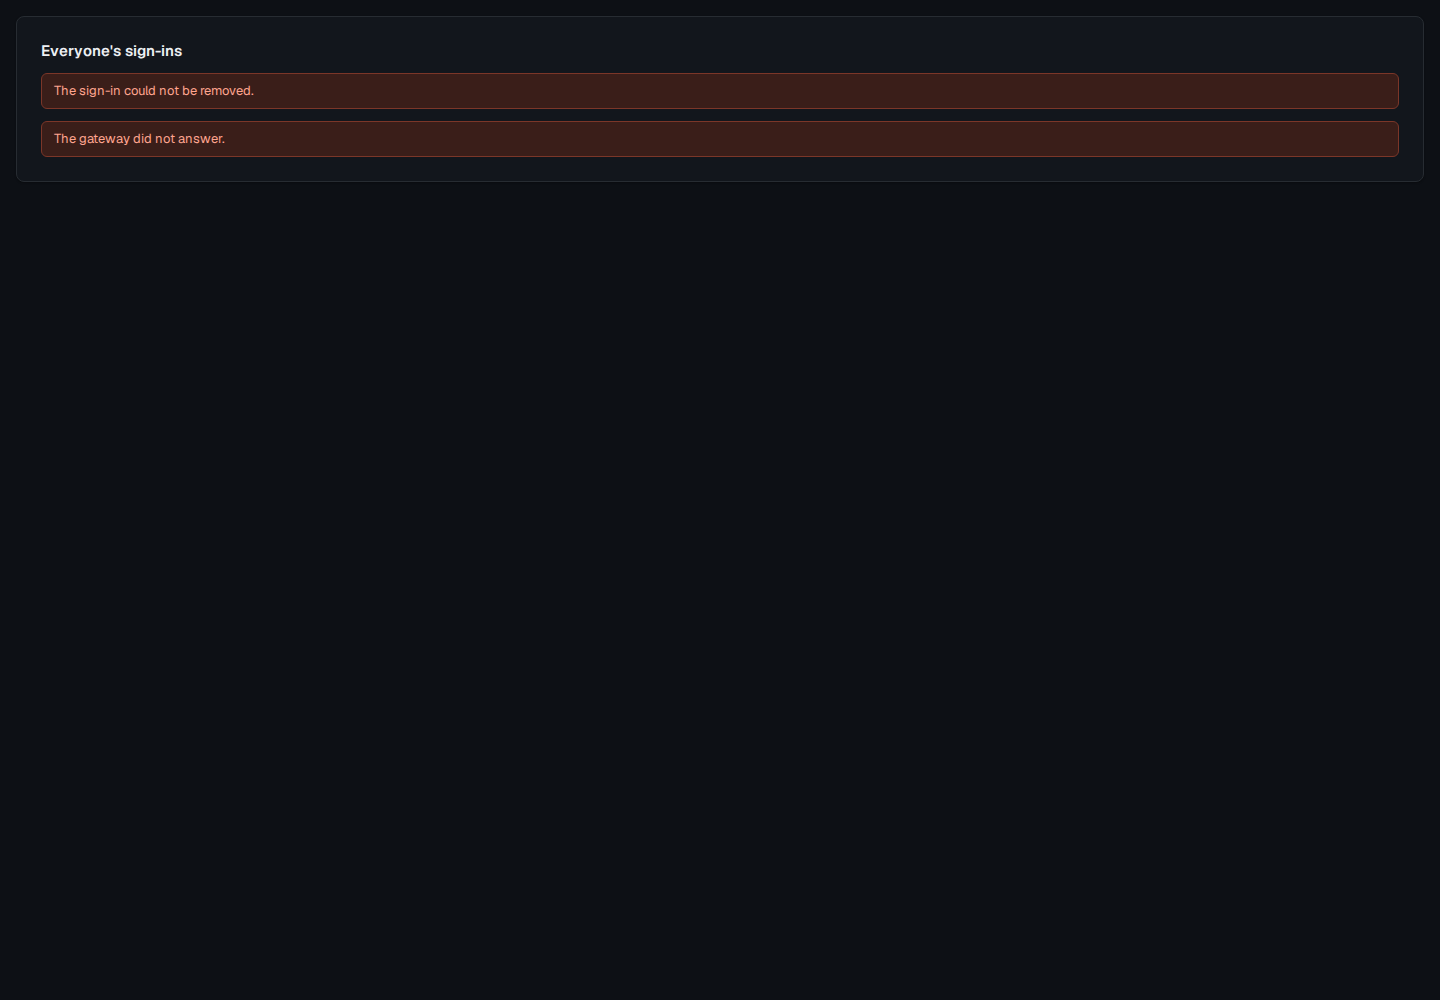 Everyone's sign-ins
The sign-in could not be removed.
The gateway did not answer.